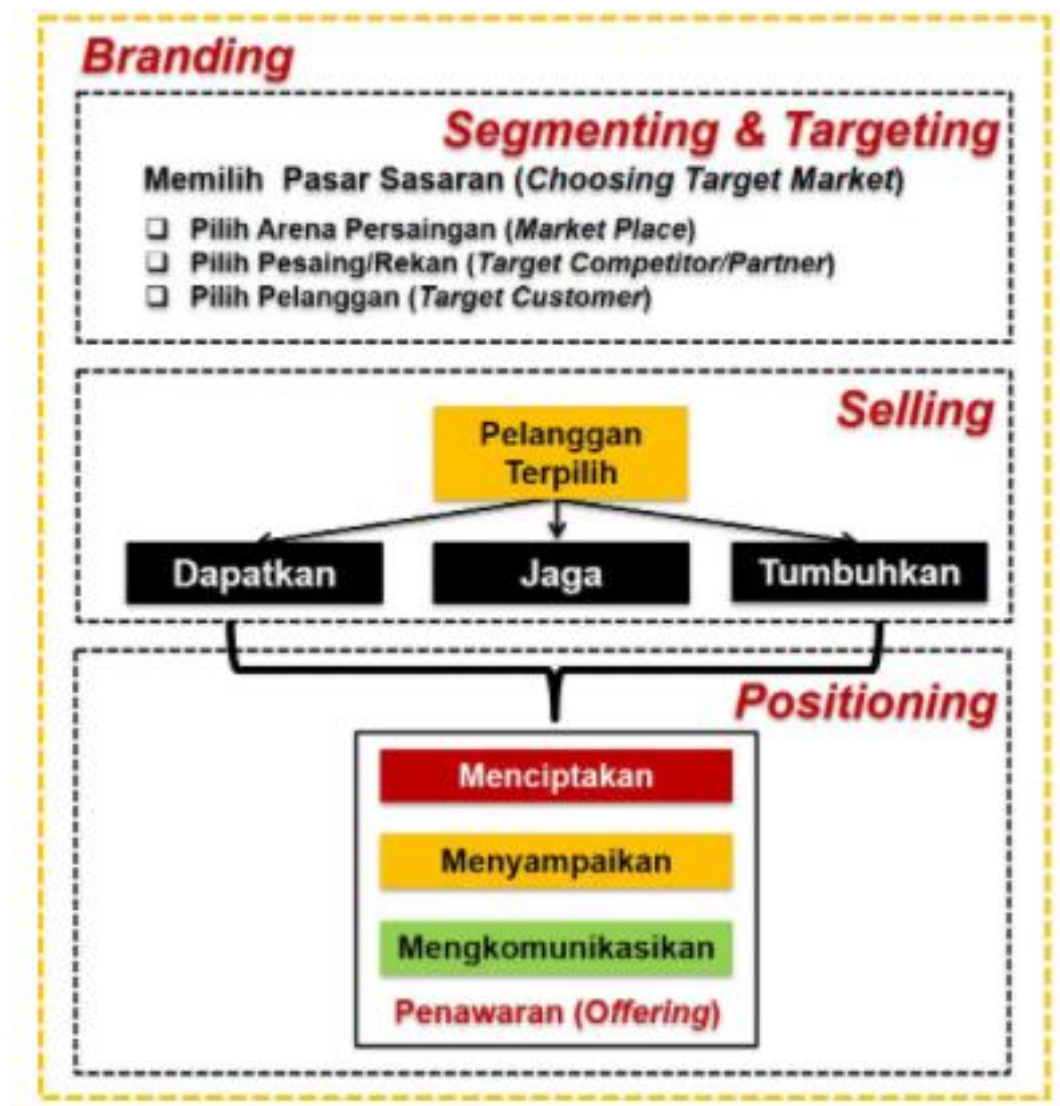 Branding
Segmenting & Targeting
Memilih Pasar Sasaran (Choosing Target Market)
❑ Pilih Arena Persaingan (Market Place)
❑ Pilih Pesaing/Rekan (Target Competitor/Partner)
❑ Pilih Pelanggan (Target Customer)
Selling
Pelanggan
Terpilih
Dapatkan
Jaga
Tumbuhkan
Positioning
Menciptakan
Menyampaikan
Mengkomunikasikan
Penawaran (Offering)